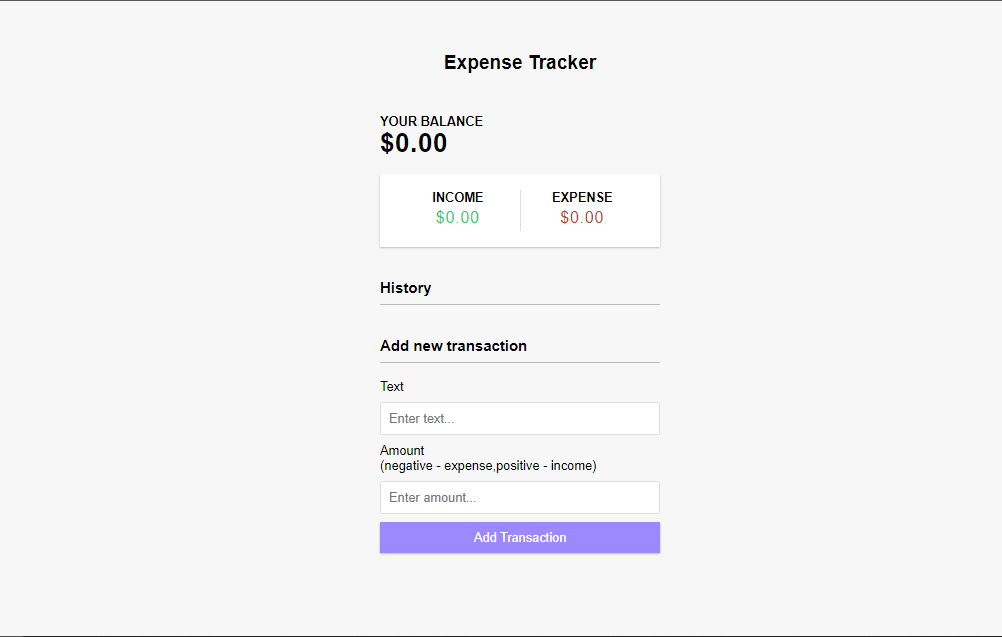 Expense Tracker
YOUR BALANCE
$0.00
INCOME
EXPENSE
$0.00
$0.00
History
Add new transaction
Text
Enter text...
Amount
(negative - expense,positive - income)
Enter amount...
Add Transaction